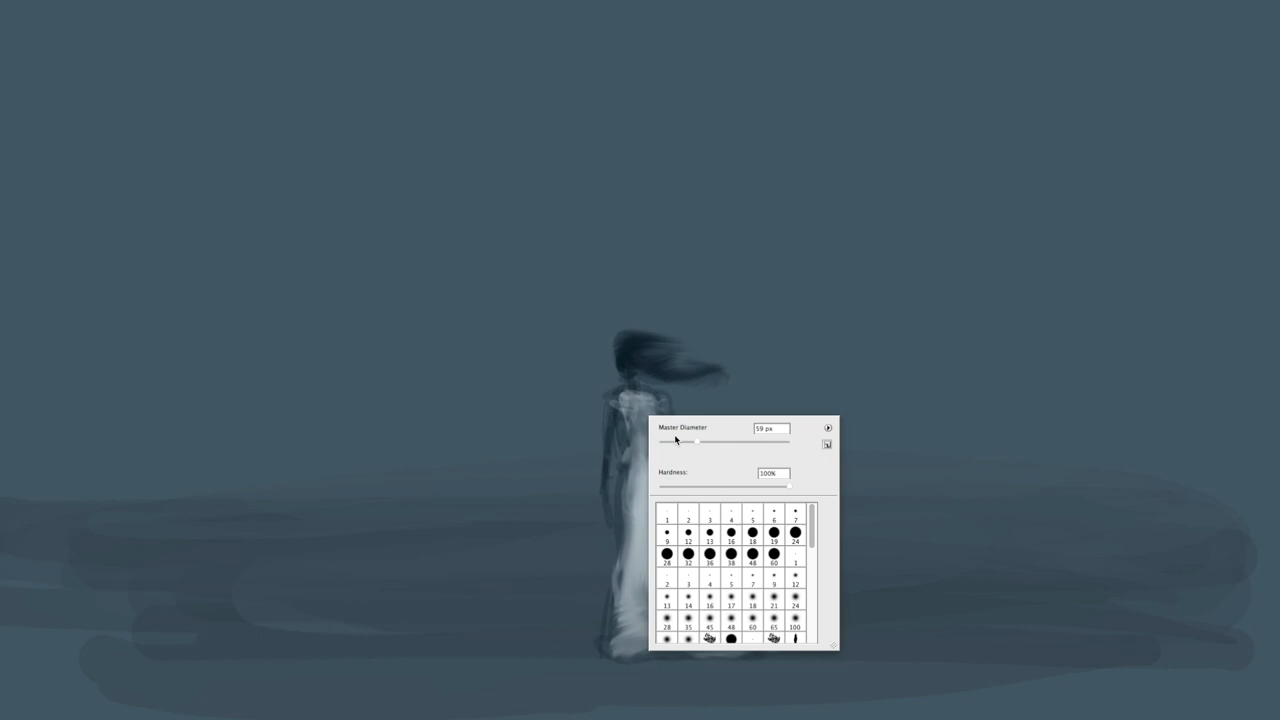 Master Diameter 59 px
Hardness: 100%
1 2 3 4 5 6 7
9 12 13 16 18 19 24
28 32 36 38 48 60 1
2 3 4 5 7 9 12
13 14 16 17 18 21 24
28 35 45 48 60 65 100